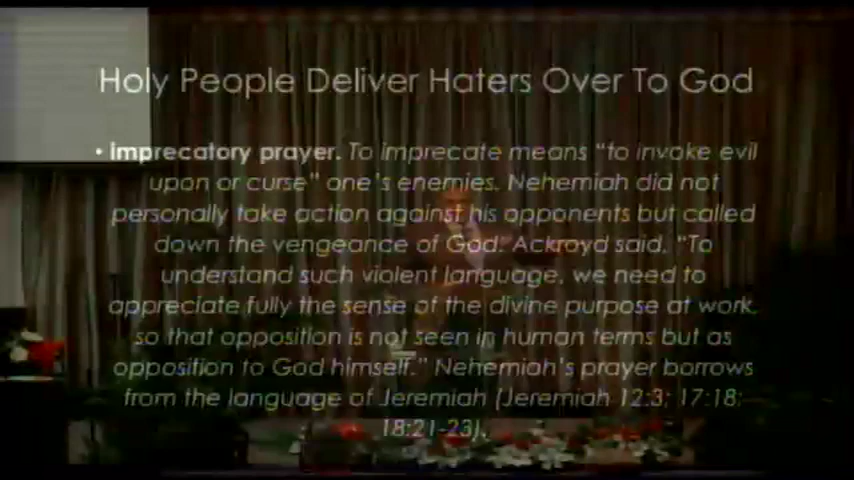 Holy People Deliver Haters Over To God
• imprecatory prayer. To imprecate means “to invoke evil
upon or curse” one’s enemies. Nehemiah did not
personally take action against his opponents but called
down the vengeance of God. Ackroyd said, “To
understand such violent language, we need to
appreciate fully the sense of the divine purpose at work,
so that opposition is not seen in human terms but as
opposition to God himself.” Nehemiah’s prayer borrows
from the language of Jeremiah (Jeremiah 12:3; 17:18;
18:21-23).